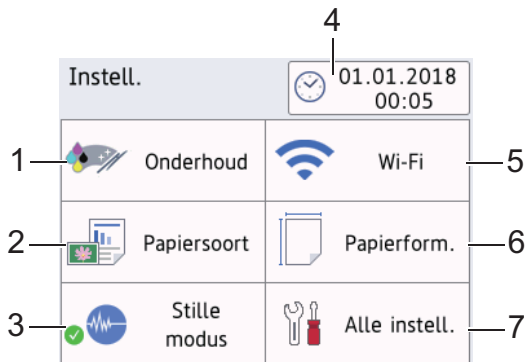 4
Instell.
01.01.2018
00:05
1
Onderhoud
Wi-Fi
5
2
Papiersoort
Papierform.
6
3
Stille
modus
Alle instell.
7